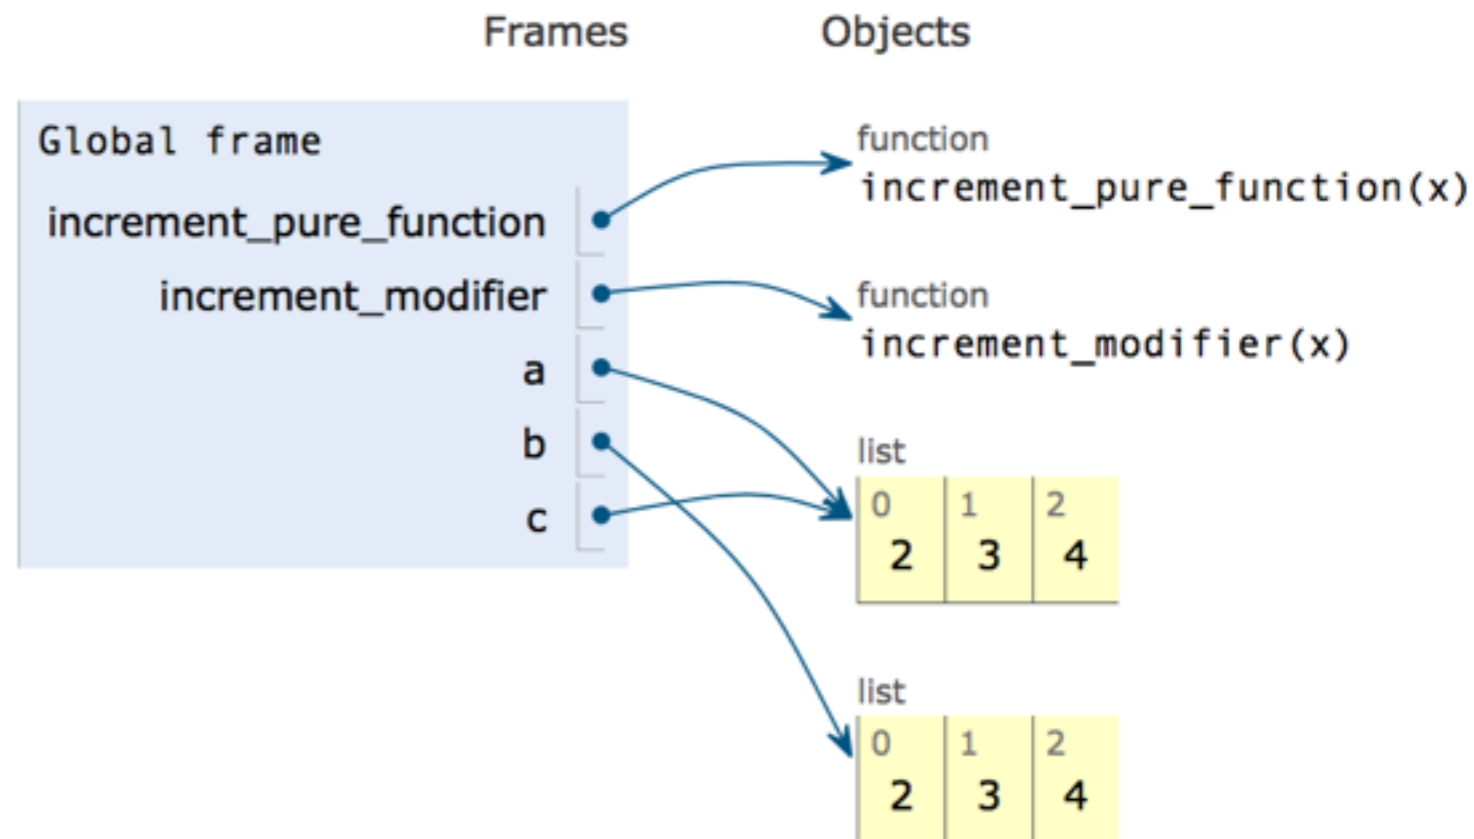 Frames Objects
Global frame
increment_pure_function
increment_modifier
a
b
c
function
increment_pure_function(x)
function
increment_modifier(x)
list
0 1 2
2 3 4
list
0 1 2
2 3 4